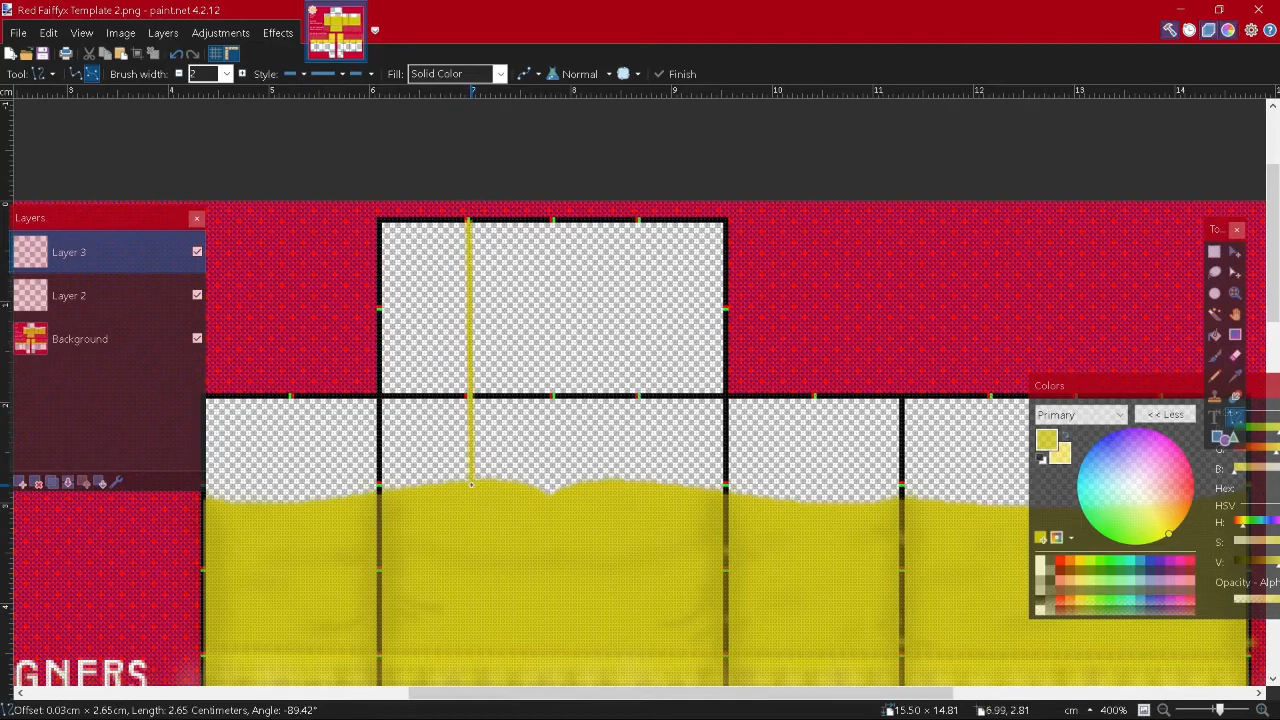 Red Faiffyx Template 2.png - paint.net 4.2.12
File Edit View Image Layers Adjustments Effects
Tool: Brush width: 2 Style: Fill: Solid Color Normal Finish
cm 3 4 5 6 7 8 9 10 11 12 13 14
Layers
Layer 3
Layer 2
Background
To...
Colors
Primary << Less
G:
B:
Hex:
HSV
H:
S:
V:
Opacity - Alph
GNERS
Offset: 0.03cm × 2.65cm, Length: 2.65 Centimeters, Angle: -89.42° 15.50 × 14.81 6.99, 2.81 cm 400%